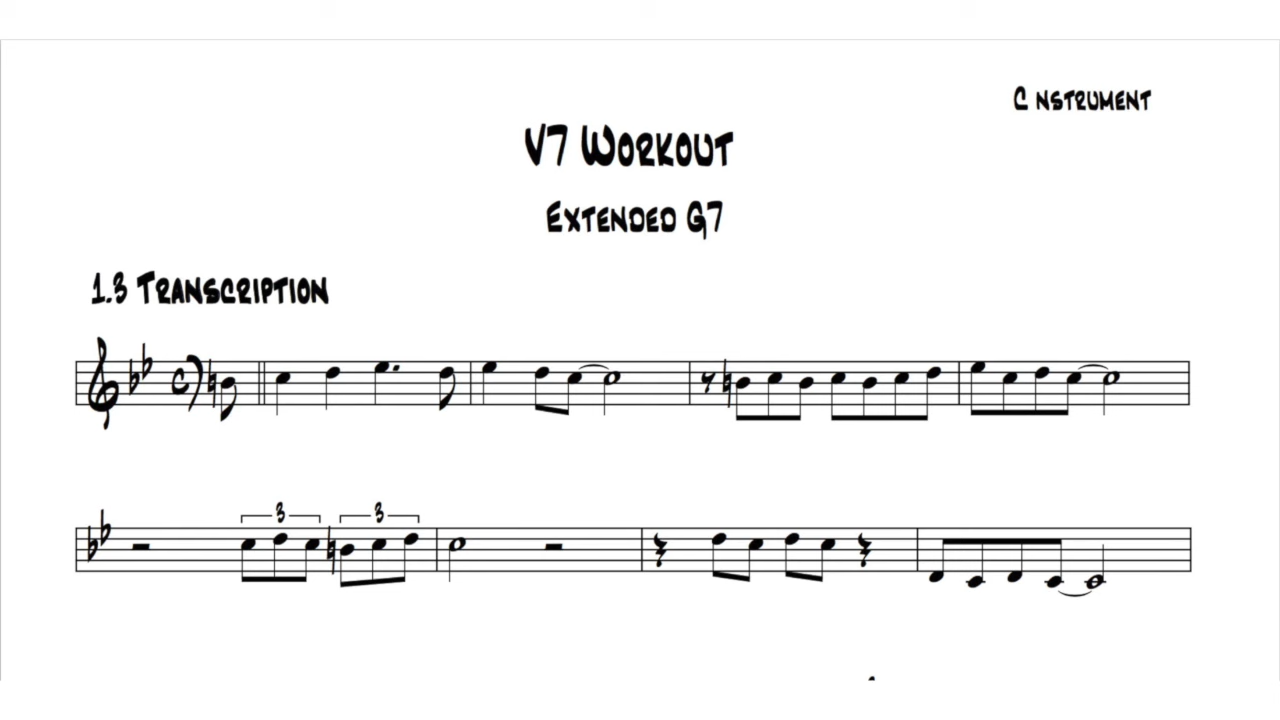 C NSTRUMENT
V7 WORKOUT
EXTENDED G7
1.3 TRANSCRIPTION
3 3